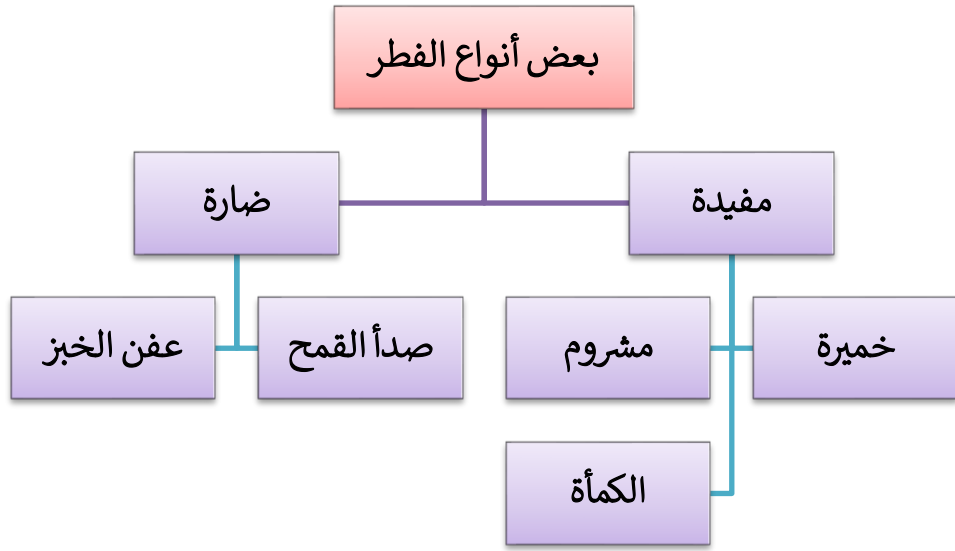 بعض أنواع الفطر
مفيدة
ضارة
خميرة
مشروم
صدأ القمح
عفن الخبز
الكمأة